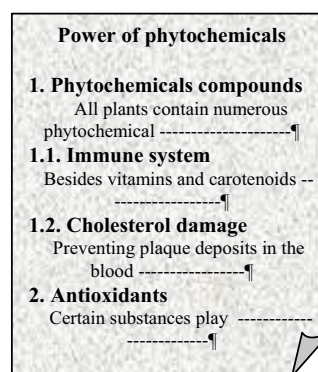 Power of phytochemicals
1. Phytochemicals compounds
All plants contain numerous
phytochemical ---------------------¶
1.1. Immune system
Besides vitamins and carotenoids --
----------------¶
1.2. Cholesterol damage
Preventing plaque deposits in the
blood ----------------¶
2. Antioxidants
Certain substances play ------------
-------------¶